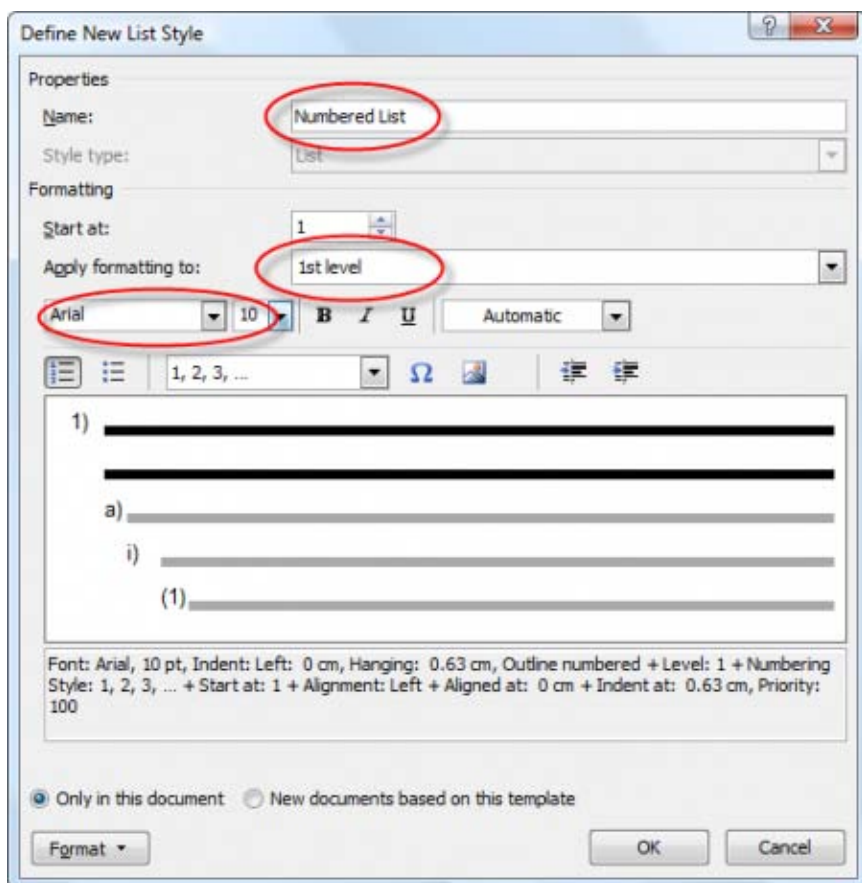 Define New List Style
Properties
Name: Numbered List
Style type: List
Formatting
Start at: 1
Apply formatting to: 1st level
Arial 10 B I U Automatic
1, 2, 3, ... Ω
1)
a)
i)
(1)
Font: Arial, 10 pt, Indent: Left: 0 cm, Hanging: 0.63 cm, Outline numbered + Level: 1 + Numbering
Style: 1, 2, 3, ... + Start at: 1 + Alignment: Left + Aligned at: 0 cm + Indent at: 0.63 cm, Priority:
100
Only in this document New documents based on this template
Format OK Cancel